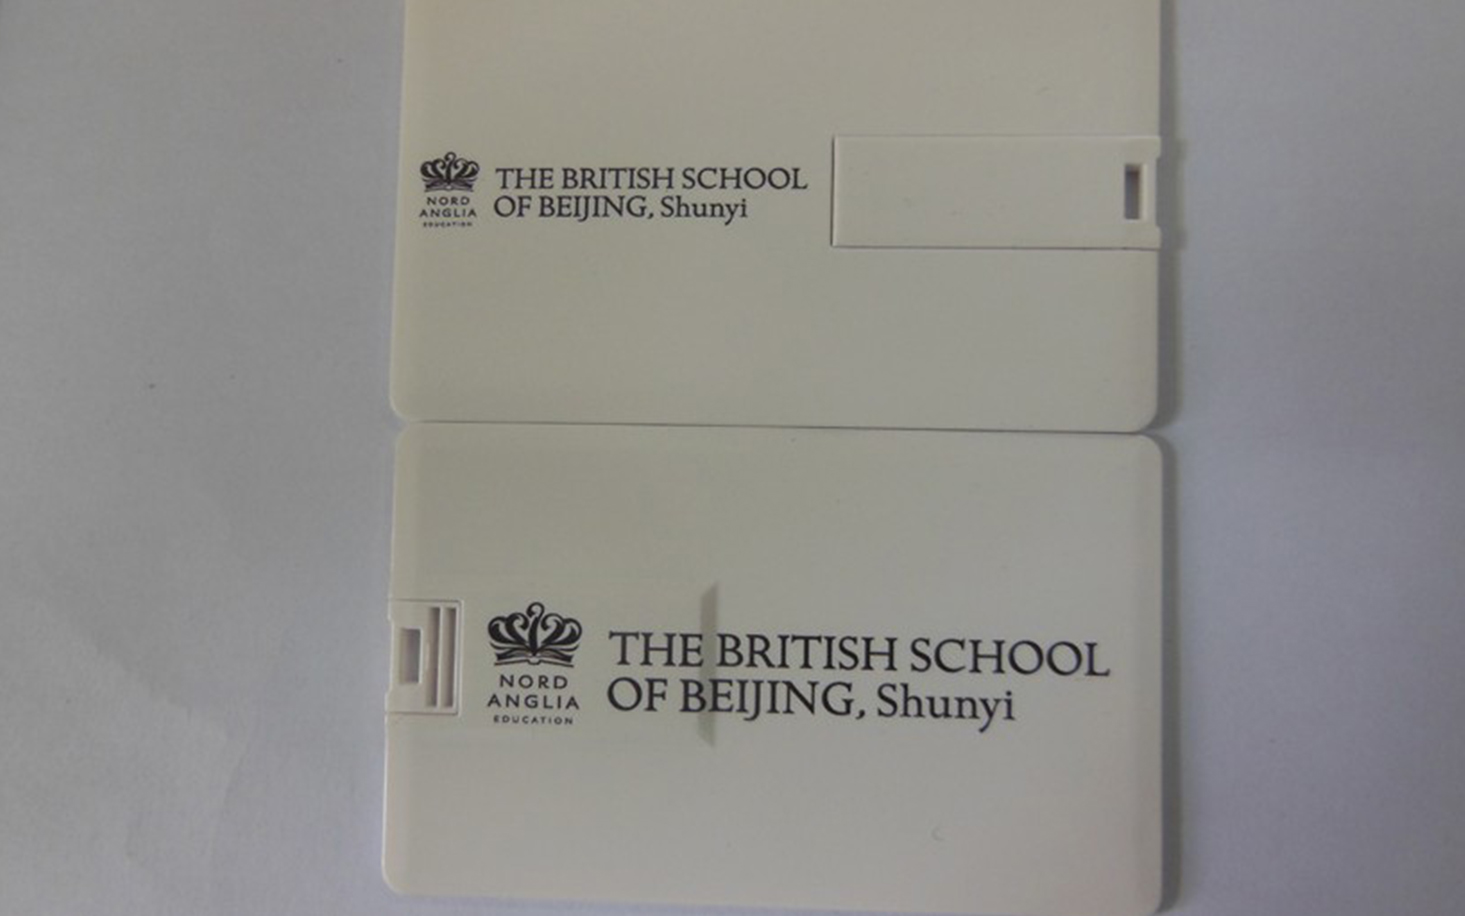 NORD
ANGLIA
EDUCATION
THE BRITISH SCHOOL
OF BEIJING, Shunyi
NORD
ANGLIA
EDUCATION
THE BRITISH SCHOOL
OF BEIJING, Shunyi